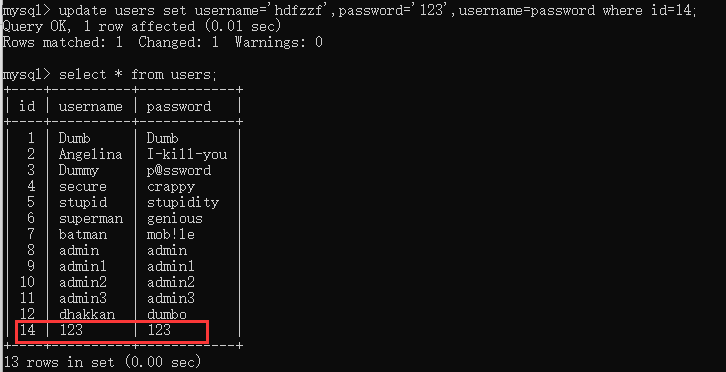 mysql> update users set username='hdfzzf',password='123',username=password where id=14;
Query OK, 1 row affected (0.01 sec)
Rows matched: 1  Changed: 1  Warnings: 0
mysql> select * from users;
+----+----------+------------+
| id | username | password   |
+----+----------+------------+
|  1 | Dumb     | Dumb       |
|  2 | Angelina | I-kill-you |
|  3 | Dummy    | p@ssword   |
|  4 | secure   | crappy     |
|  5 | stupid   | stupidity  |
|  6 | superman | genious    |
|  7 | batman   | mob!le     |
|  8 | admin    | admin      |
|  9 | admin1   | admin1     |
| 10 | admin2   | admin2     |
| 11 | admin3   | admin3     |
| 12 | dhakkan  | dumbo      |
| 14 | 123      | 123        |
+----+----------+------------+
13 rows in set (0.00 sec)